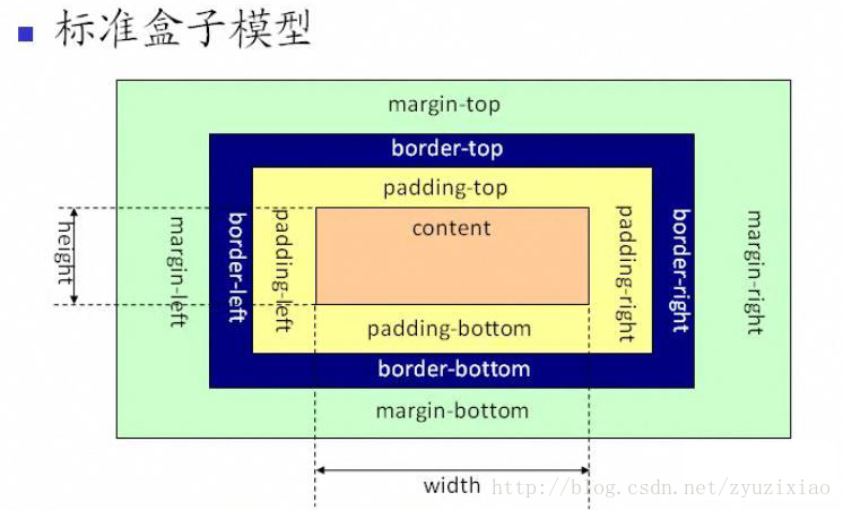 标准盒子模型
margin-top
border-top
padding-top
content
height
margin-left
border-left
padding-left
padding-right
border-right
margin-right
padding-bottom
border-bottom
margin-bottom
width
http://blog.csdn.net/zyuzixiao